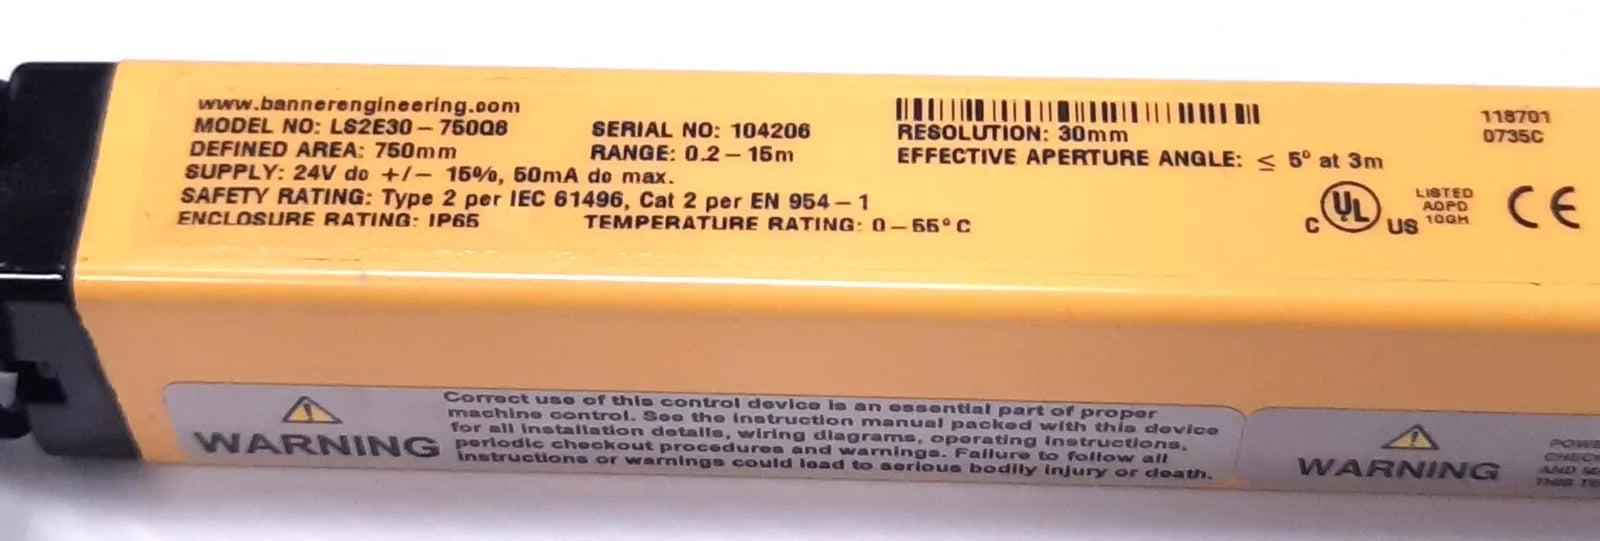 www.bannerengineering.com
MODEL NO: LS2E30-750Q8
SERIAL NO: 104206
DEFINED AREA: 750mm
RANGE: 0.2-15m
RESOLUTION: 30mm
EFFECTIVE APERTURE ANGLE: ≤ 5° at 3m
118701
0735C
SUPPLY: 24V dc +/- 15%, 50mA dc max.
SAFETY RATING: Type 2 per IEC 61496, Cat 2 per EN 954-1
ENCLOSURE RATING: IP65
TEMPERATURE RATING: 0-55°C
C UL US
LISTED
AOPD
10GH
CE
WARNING
Correct use of this control device is an essential part of proper
machine control. See the instruction manual packed with this device
for all installation details, wiring diagrams, operating instructions,
periodic checkout procedures and warnings. Failure to follow all
instructions or warnings could lead to serious bodily injury or death.
WARNING